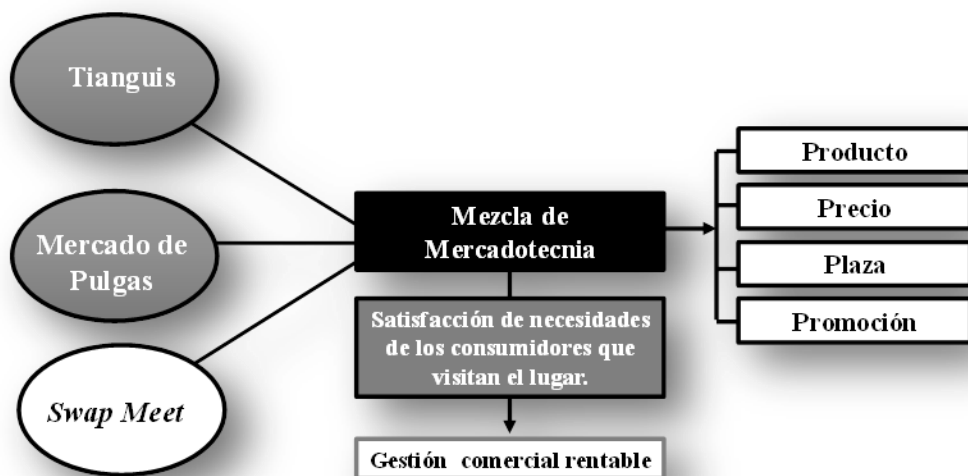 Tianguis
Mercado de
Pulgas
Swap Meet
Mezcla de
Mercadotecnia
Satisfacción de necesidades
de los consumidores que
visitan el lugar.
Gestión comercial rentable
Producto
Precio
Plaza
Promoción